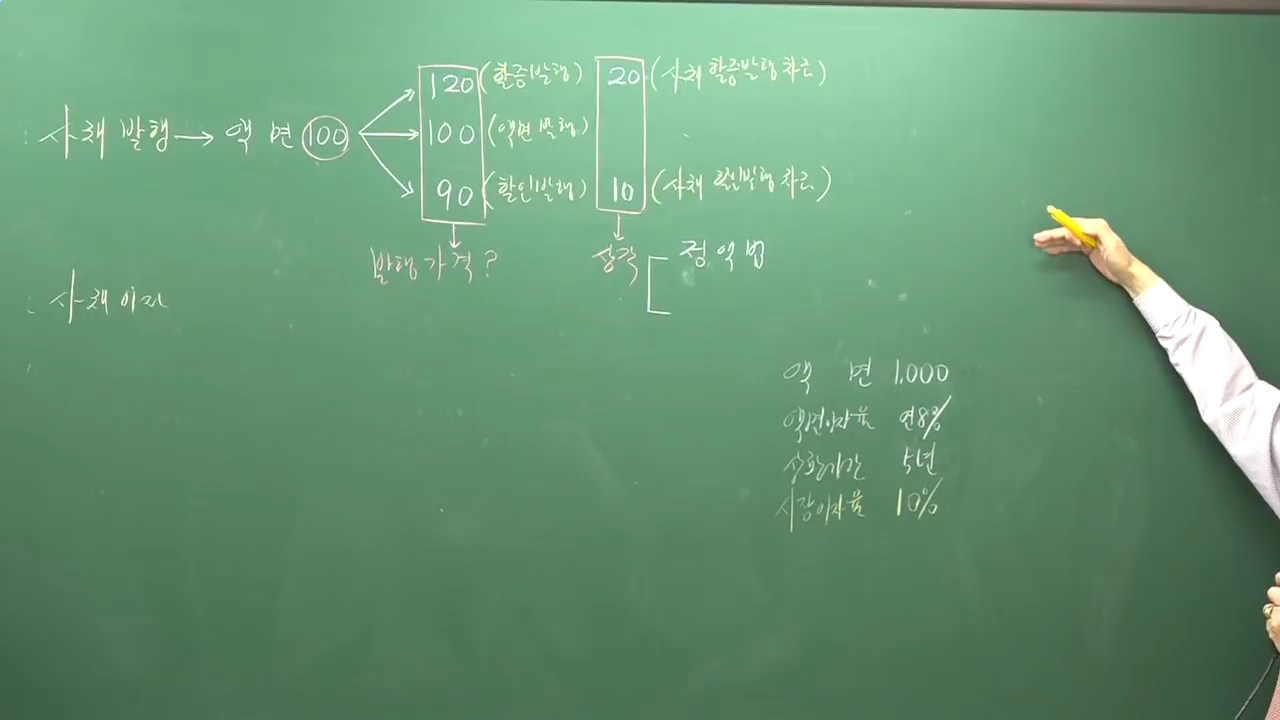 : 사채 발행 → 액면 100
120 (할증발행) 20 (사채 할증발행 차금)
100 (액면 발행)
90 (할인발행) 10 (사채 할인발행 차금)
발행가격? 상각 정액법
: 사채이자
액 면 1,000
액면이자율 연8%
상환기간 5년
시장이자율 10%